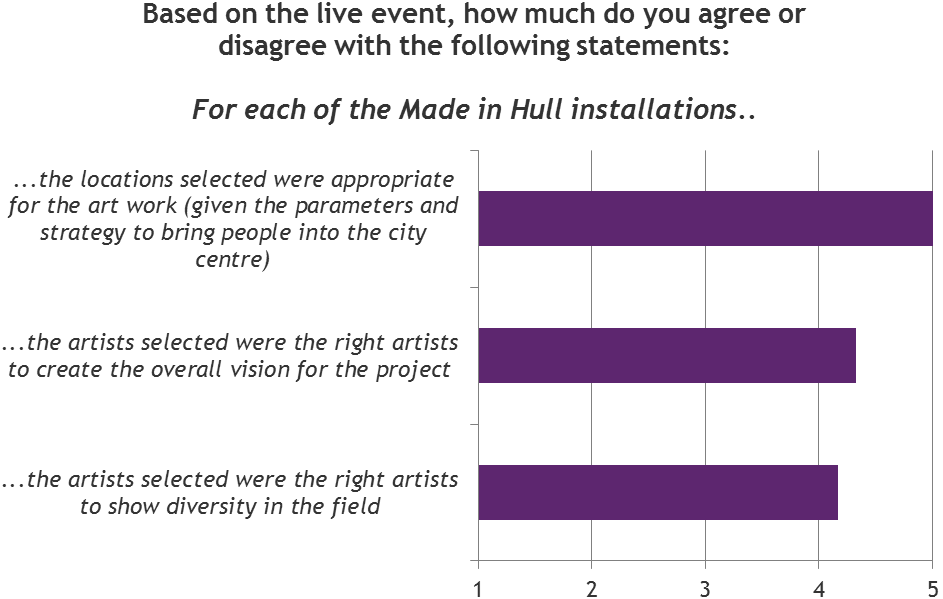 Based on the live event, how much do you agree or
disagree with the following statements:
For each of the Made in Hull installations..
...the locations selected were appropriate
for the art work (given the parameters and
strategy to bring people into the city
centre)
...the artists selected were the right artists
to create the overall vision for the project
...the artists selected were the right artists
to show diversity in the field
1 2 3 4 5